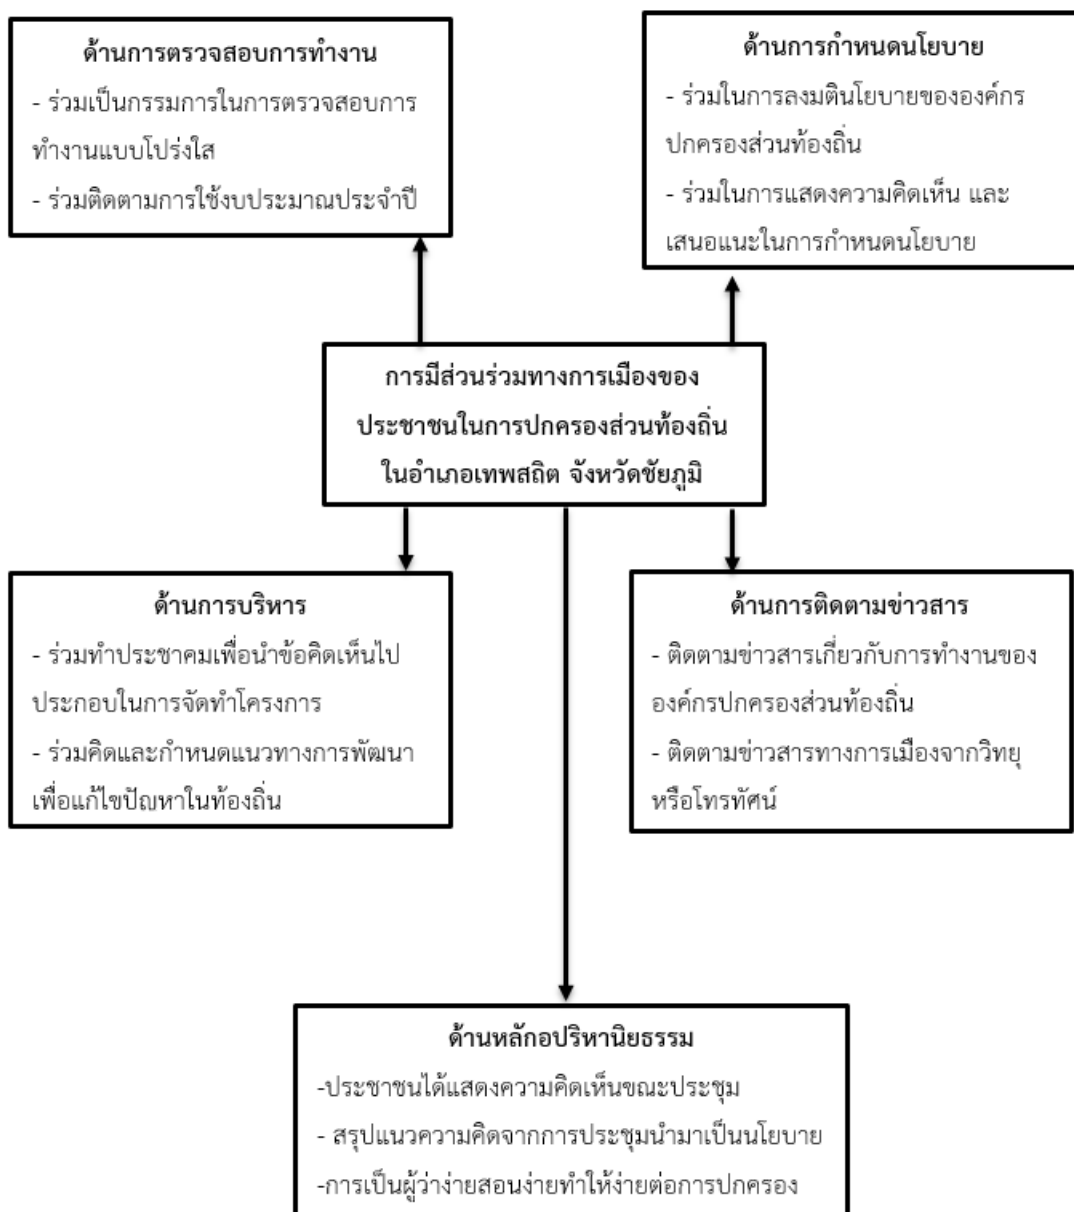 ด้านการตรวจสอบการทำงาน
- ร่วมเป็นกรรมการในการตรวจสอบการ
ทำงานแบบโปร่งใส
- ร่วมติดตามการใช้งบประมาณประจำปี
ด้านการกำหนดนโยบาย
- ร่วมในการลงมตินโยบายขององค์กร
ปกครองส่วนท้องถิ่น
- ร่วมในการแสดงความคิดเห็น และ
เสนอแนะในการกำหนดนโยบาย
การมีส่วนร่วมทางการเมืองของ
ประชาชนในการปกครองส่วนท้องถิ่น
ในอำเภอเทพสถิต จังหวัดชัยภูมิ
ด้านการบริหาร
- ร่วมทำประชาคมเพื่อนำข้อคิดเห็นไป
ประกอบในการจัดทำโครงการ
- ร่วมคิดและกำหนดแนวทางการพัฒนา
เพื่อแก้ไขปัญหาในท้องถิ่น
ด้านการติดตามข่าวสาร
- ติดตามข่าวสารเกี่ยวกับการทำงานของ
องค์กรปกครองส่วนท้องถิ่น
- ติดตามข่าวสารทางการเมืองจากวิทยุ
หรือโทรทัศน์
ด้านหลักอปริหานิยธรรม
-ประชาชนได้แสดงความคิดเห็นขณะประชุม
- สรุปแนวความคิดจากการประชุมนำมาเป็นนโยบาย
-การเป็นผู้ว่าง่ายสอนง่ายทำให้ง่ายต่อการปกครอง